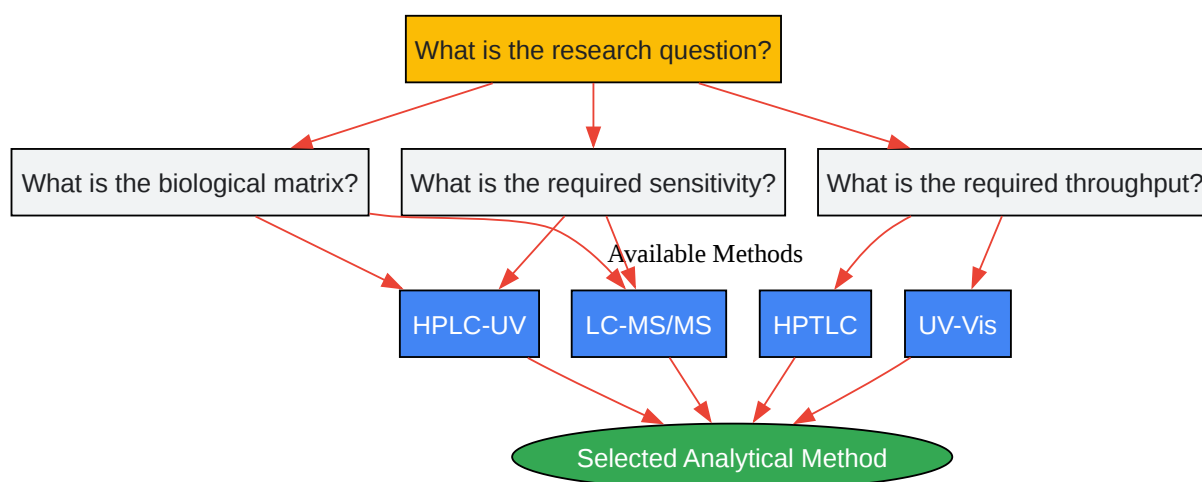 What is the research question?
What is the biological matrix?
What is the required sensitivity?
What is the required throughput?
Available Methods
HPLC-UV
LC-MS/MS
HPTLC
UV-Vis
Selected Analytical Method